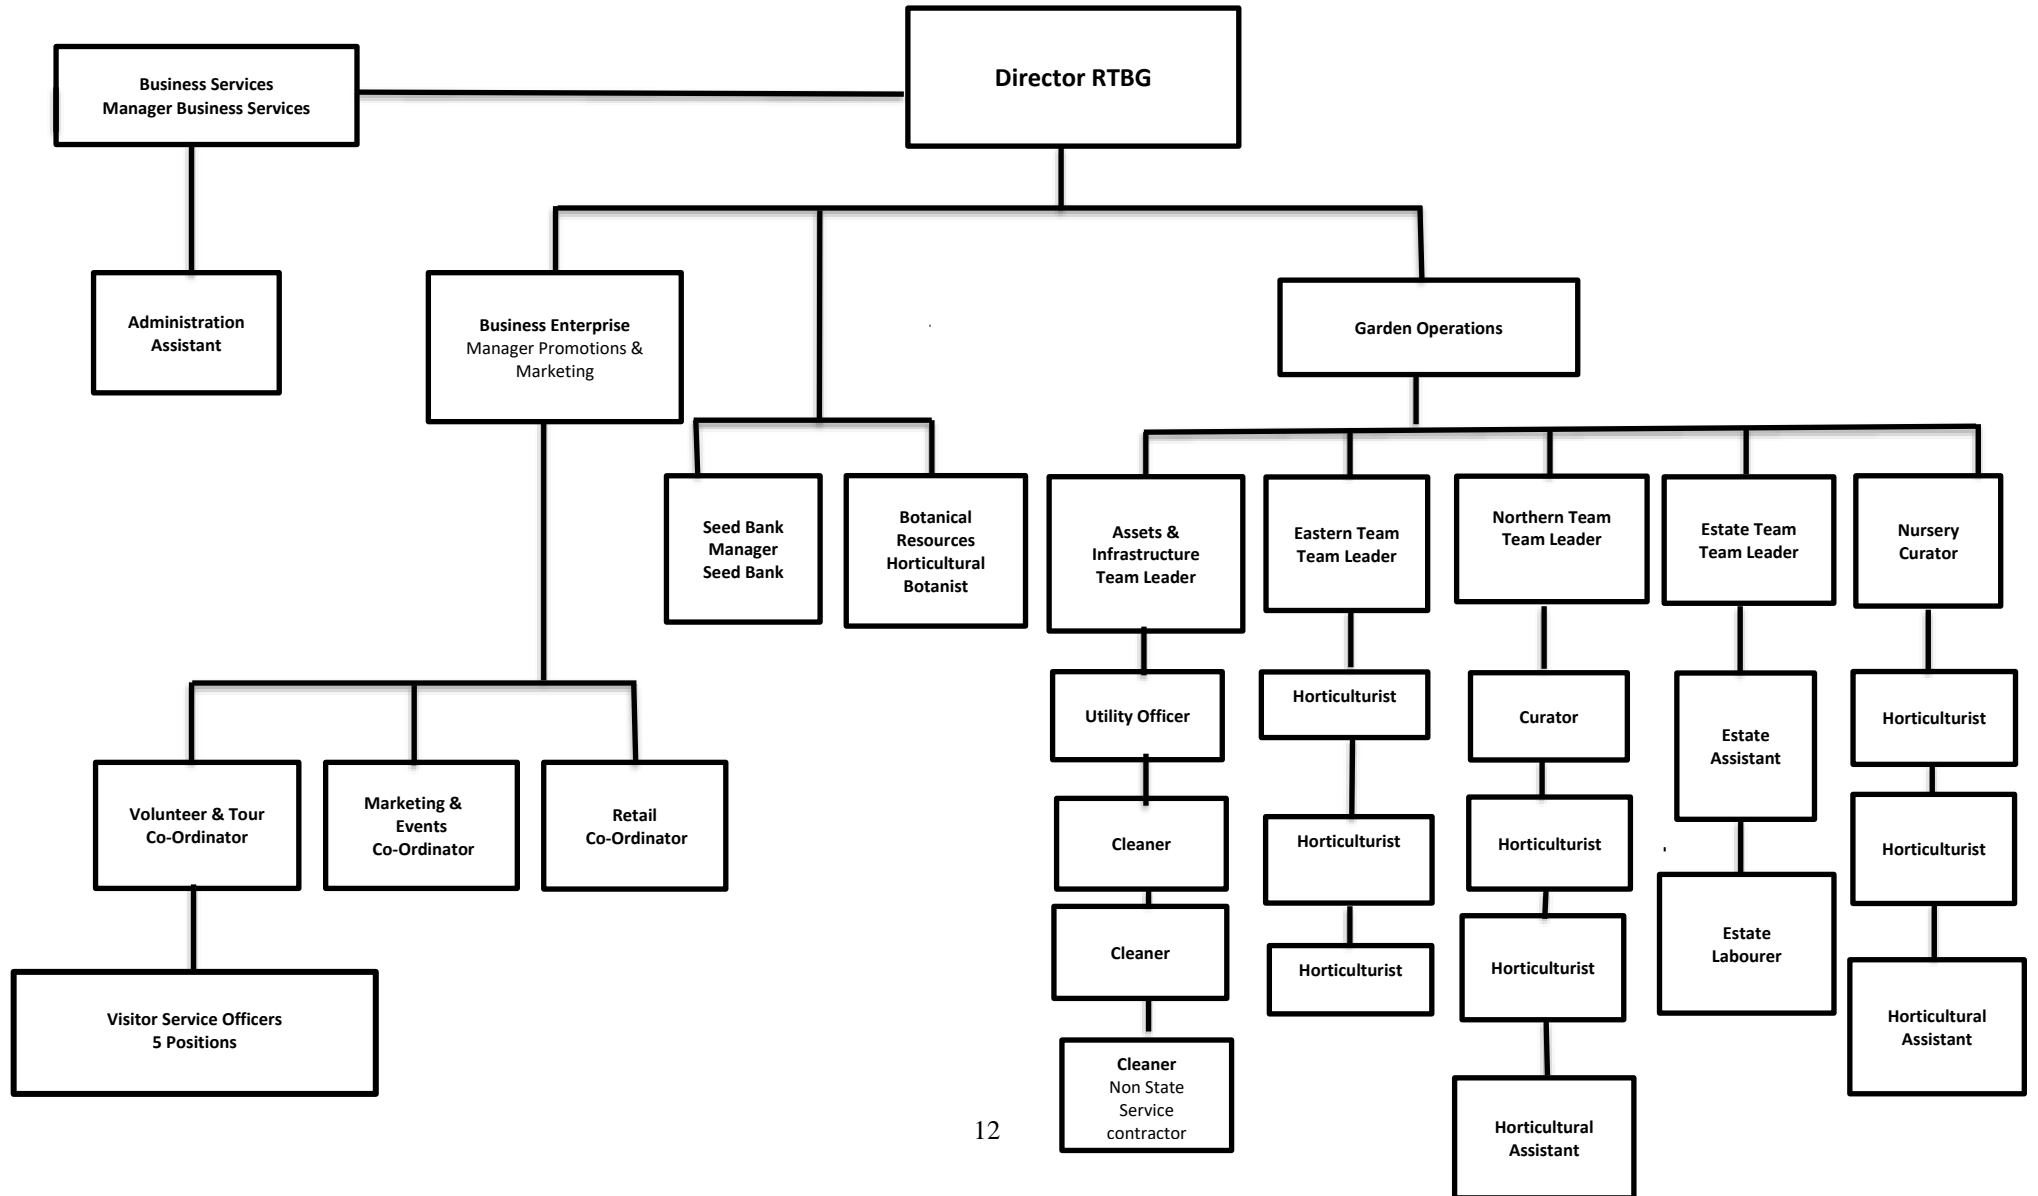 Director RTBG
Business Services
Manager Business Services
Administration
Assistant
Business Enterprise
Manager Promotions &
Marketing
Garden Operations
Seed Bank
Manager
Seed Bank
Botanical
Resources
Horticultural
Botanist
Assets &
Infrastructure
Team Leader
Eastern Team
Team Leader
Northern Team
Team Leader
Estate Team
Team Leader
Nursery
Curator
Utility Officer
Horticulturist
Curator
Estate
Assistant
Horticulturist
Volunteer & Tour
Co-Ordinator
Marketing &
Events
Co-Ordinator
Retail
Co-Ordinator
Cleaner
Horticulturist
Horticulturist
Horticulturist
Cleaner
Horticulturist
Horticulturist
Estate
Labourer
Horticultural
Assistant
Visitor Service Officers
5 Positions
Cleaner
Non State
Service
contractor
Horticultural
Assistant
12